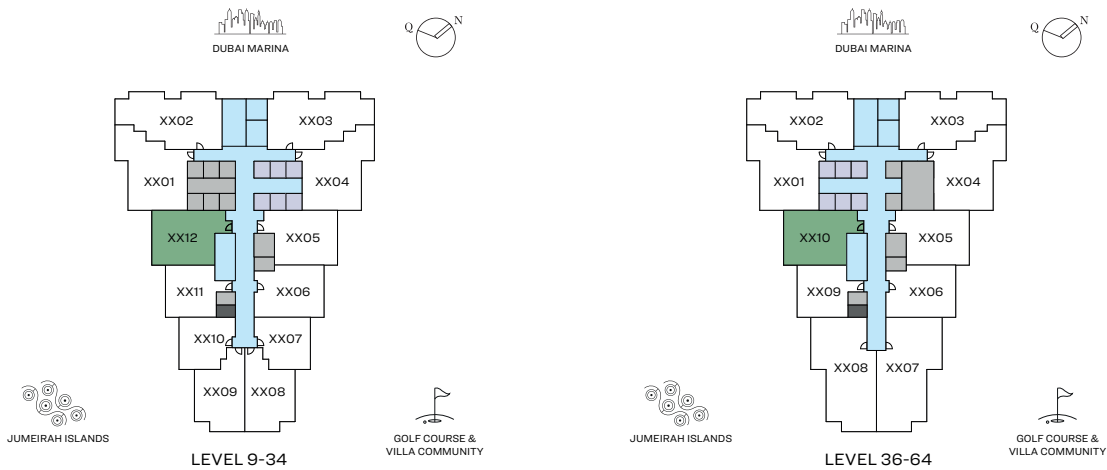 DUBAI MARINA
Q N
XX02 XX03
XX01 XX04
XX12 XX05
XX11 XX06
XX10 XX07
XX09 XX08
JUMEIRAH ISLANDS
GOLF COURSE &
VILLA COMMUNITY
LEVEL 9-34
DUBAI MARINA
Q N
XX02 XX03
XX01 XX04
XX10 XX05
XX09 XX06
XX08 XX07
JUMEIRAH ISLANDS
GOLF COURSE &
VILLA COMMUNITY
LEVEL 36-64